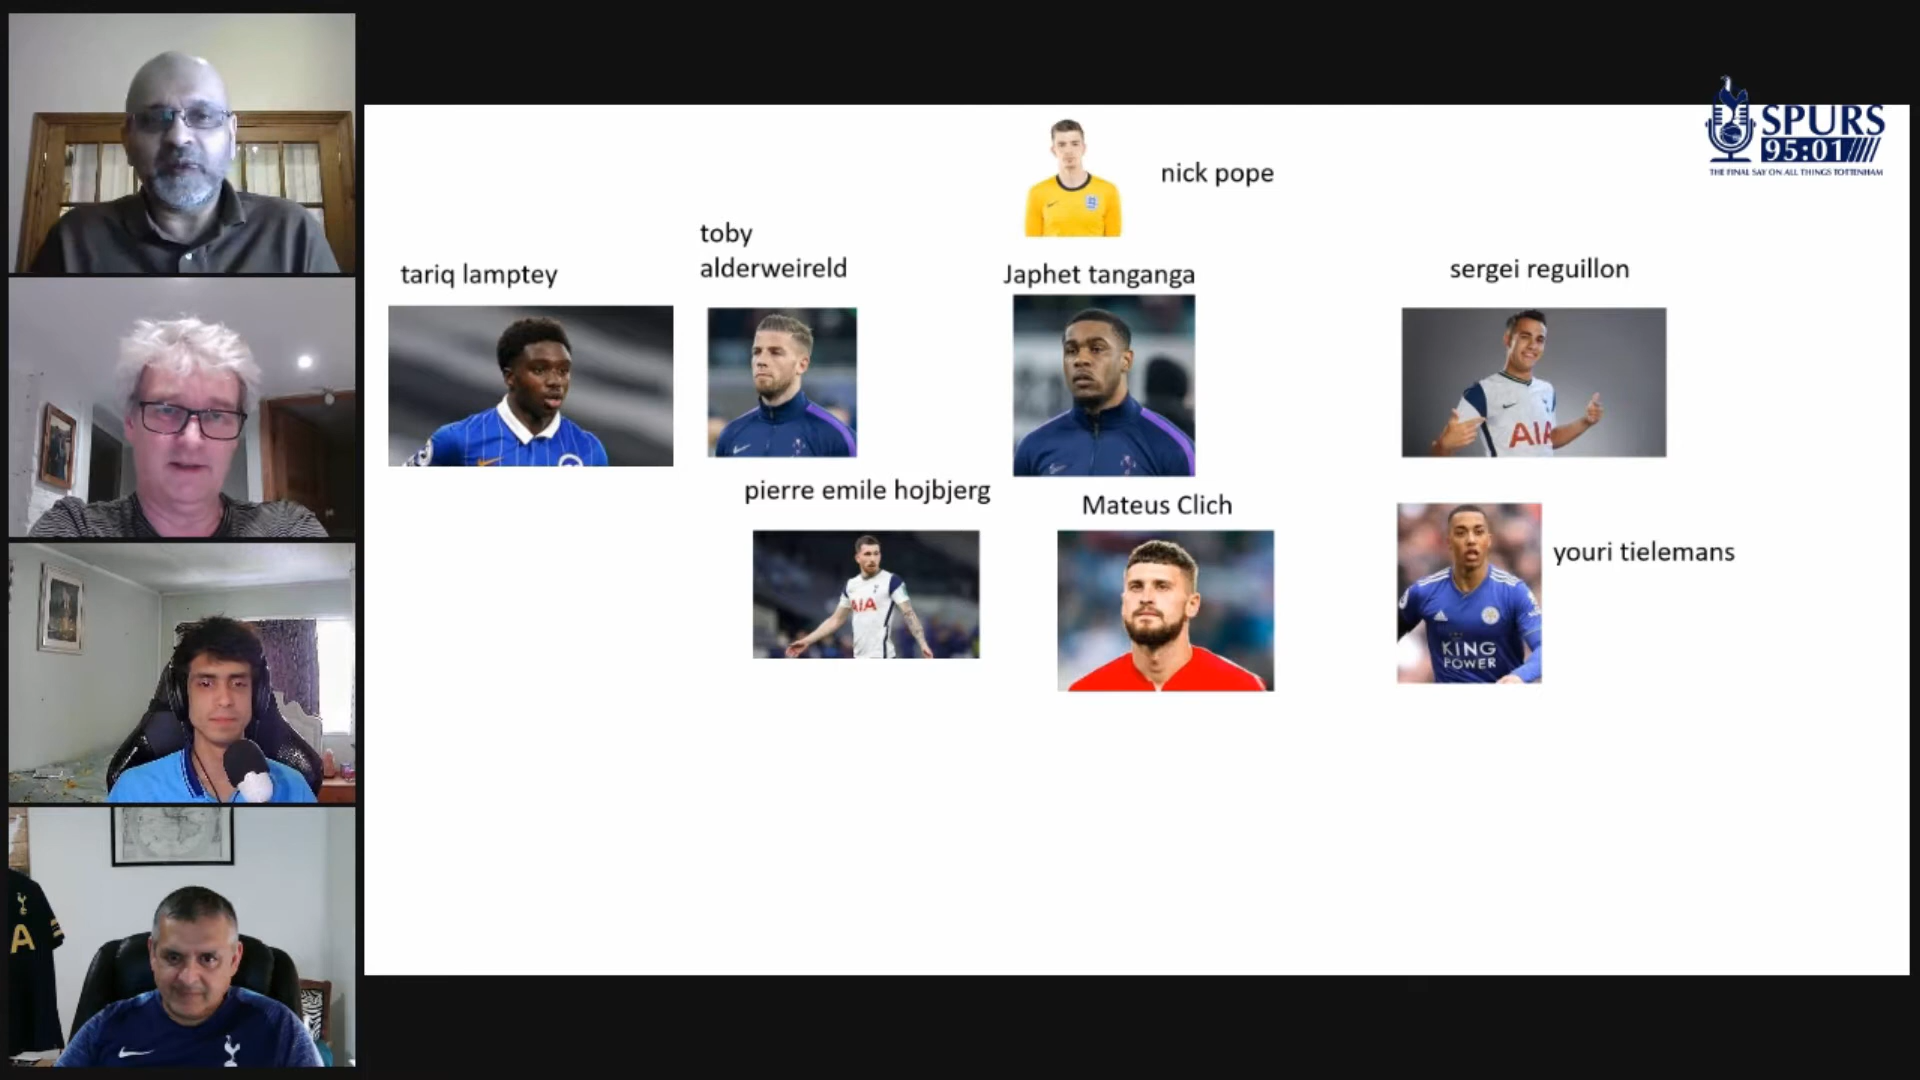 SPURS
95:01
THE FINAL SAY ON ALL THINGS TOTTENHAM
nick pope
toby
alderweireld
tariq lamptey
Japhet tanganga
sergei reguillon
AIA
pierre emile hojbjerg
Mateus Clich
youri tielemans
AIA
KING
POWER
A